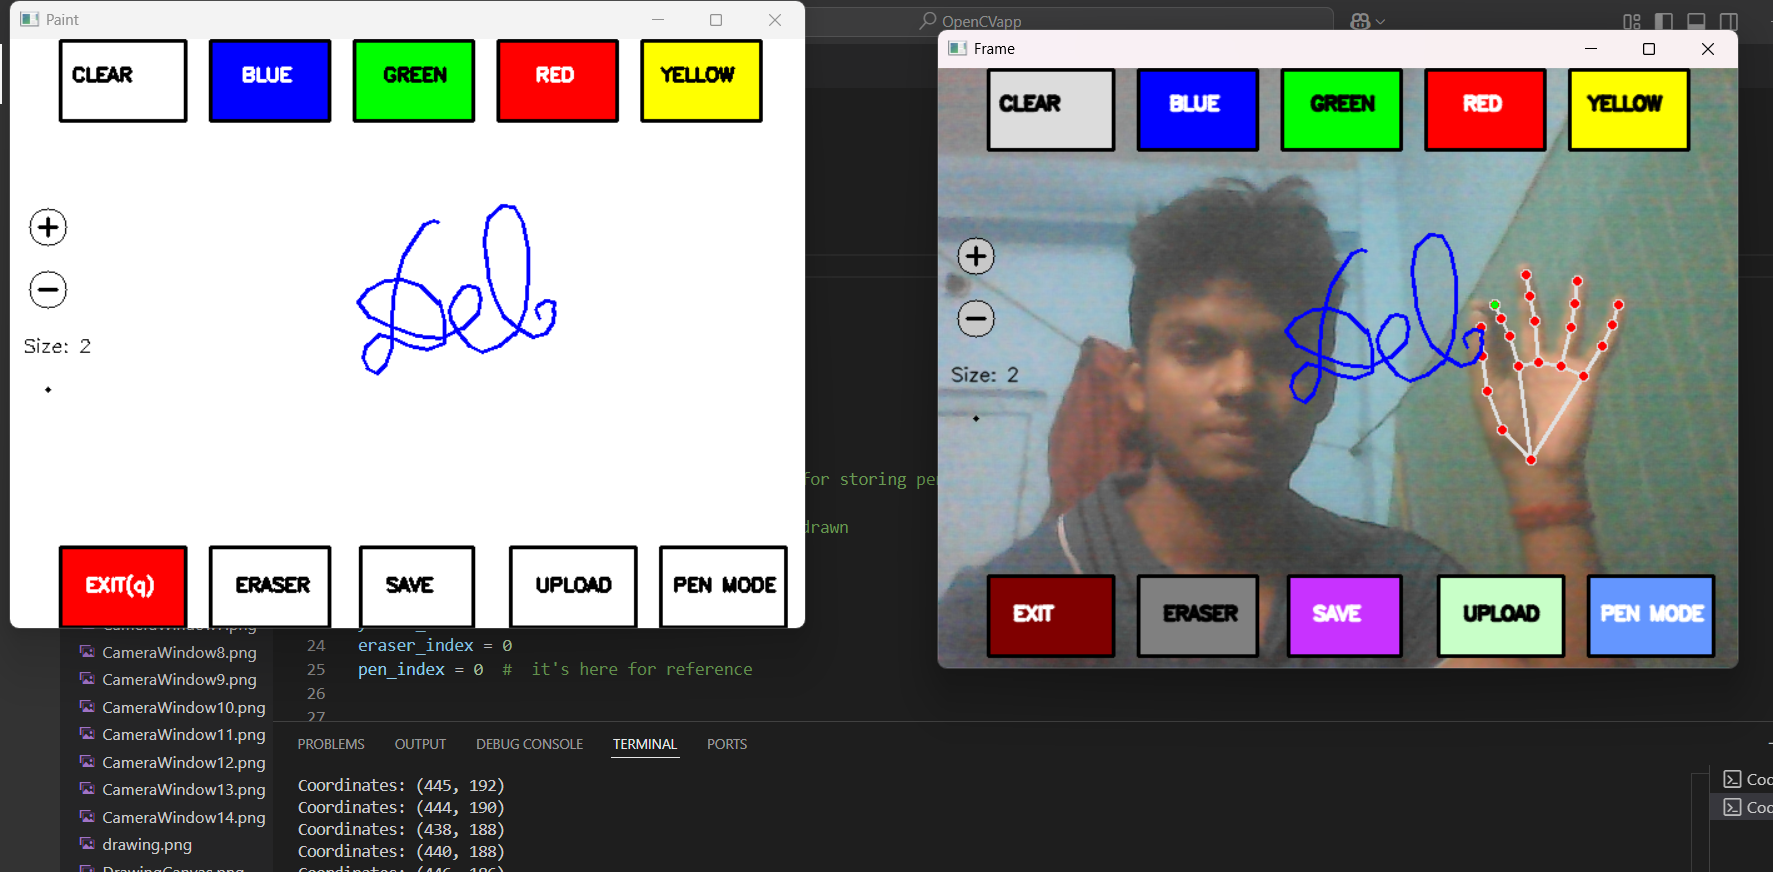 Paint
CLEAR
BLUE
GREEN
RED
YELLOW
Size: 2
EXIT(q)
ERASER
SAVE
UPLOAD
PEN MODE
OpenCVapp
Frame
CLEAR
BLUE
GREEN
RED
YELLOW
Size: 2
EXIT
ERASER
SAVE
UPLOAD
PEN MODE
for storing pe
drawn
CameraWindow8.png
CameraWindow9.png
CameraWindow10.png
CameraWindow11.png
CameraWindow12.png
CameraWindow13.png
CameraWindow14.png
drawing.png
DrawingCanvas.png
24 eraser_index = 0
25 pen_index = 0 # it's here for reference
26
27
PROBLEMS OUTPUT DEBUG CONSOLE TERMINAL PORTS
Coordinates: (445, 192)
Coordinates: (444, 190)
Coordinates: (438, 188)
Coordinates: (440, 188)
Coo
Coo